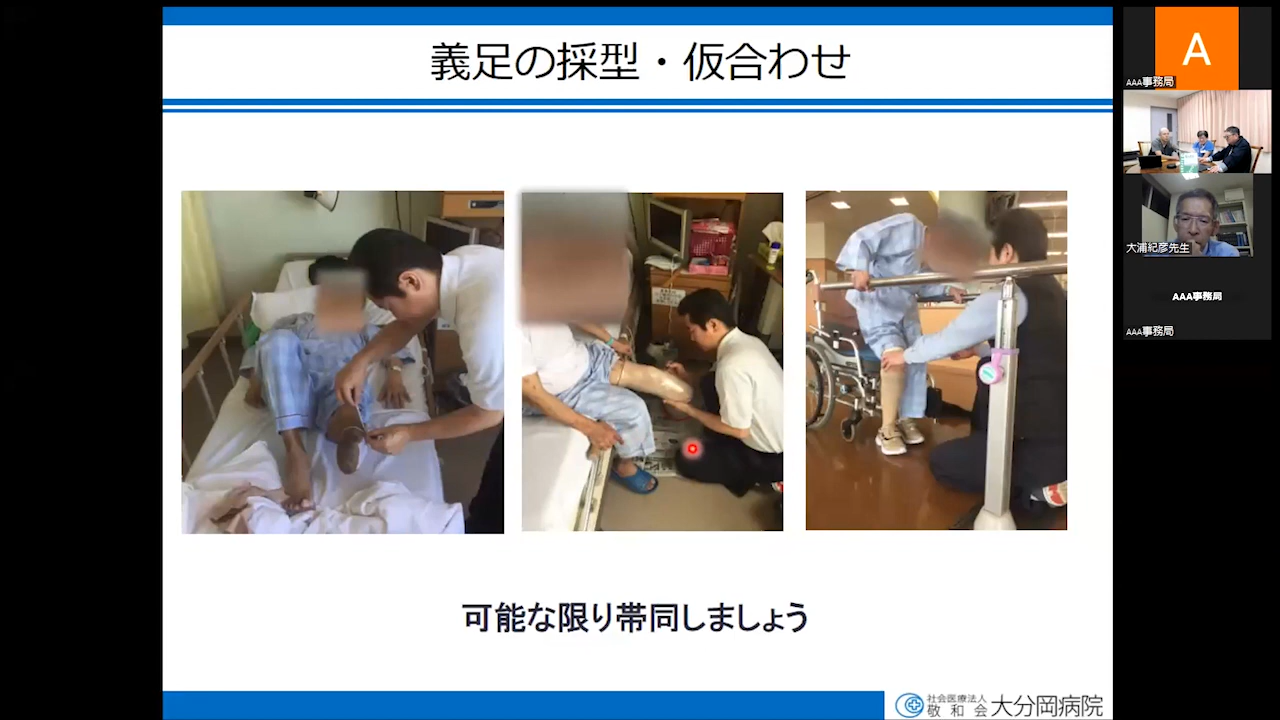 義足の採型・仮合わせ
可能な限り帯同しましょう
社会医療法人
敬和会
大分岡病院
A
AAA事務局
大浦紀彦先生
AAA事務局
AAA事務局